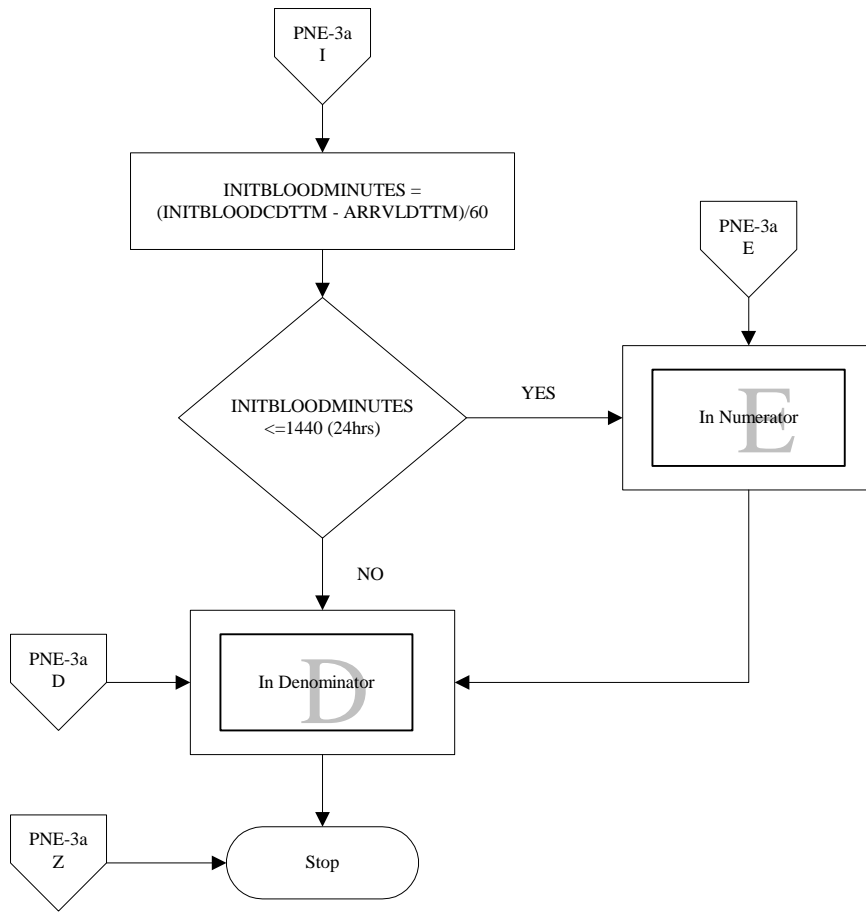 PNE-3a
I
INITBLOODMINUTES =
(INITBLOODCDTTM - ARRVLDTTM)/60
PNE-3a
E
INITBLOODMINUTES
<=1440 (24hrs)
YES
E
In Numerator
NO
PNE-3a
D
D
In Denominator
PNE-3a
Z
Stop